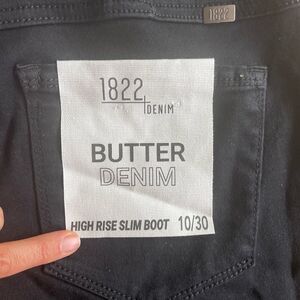 1822
1822
DENIM
BUTTER
DENIM
HIGH RISE SLIM BOOT 10/30